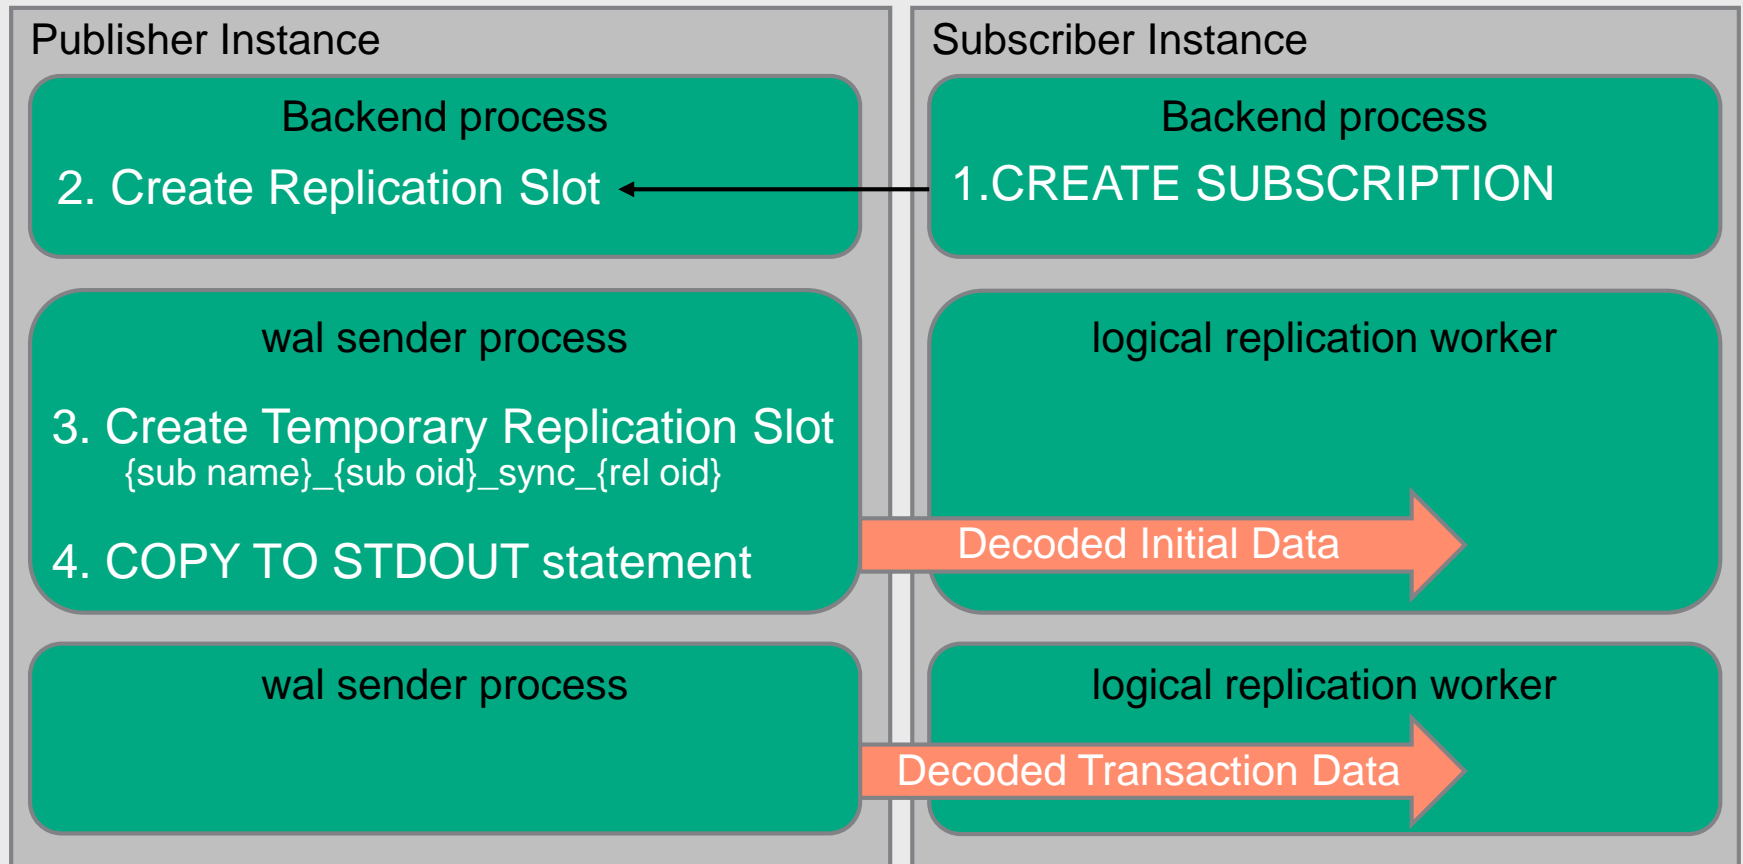 Publisher Instance
Backend process
2. Create Replication Slot
wal sender process
3. Create Temporary Replication Slot
{sub name}_{sub oid}_sync_{rel oid}
4. COPY TO STDOUT statement
wal sender process
Subscriber Instance
Backend process
1.CREATE SUBSCRIPTION
logical replication worker
Decoded Initial Data
logical replication worker
Decoded Transaction Data